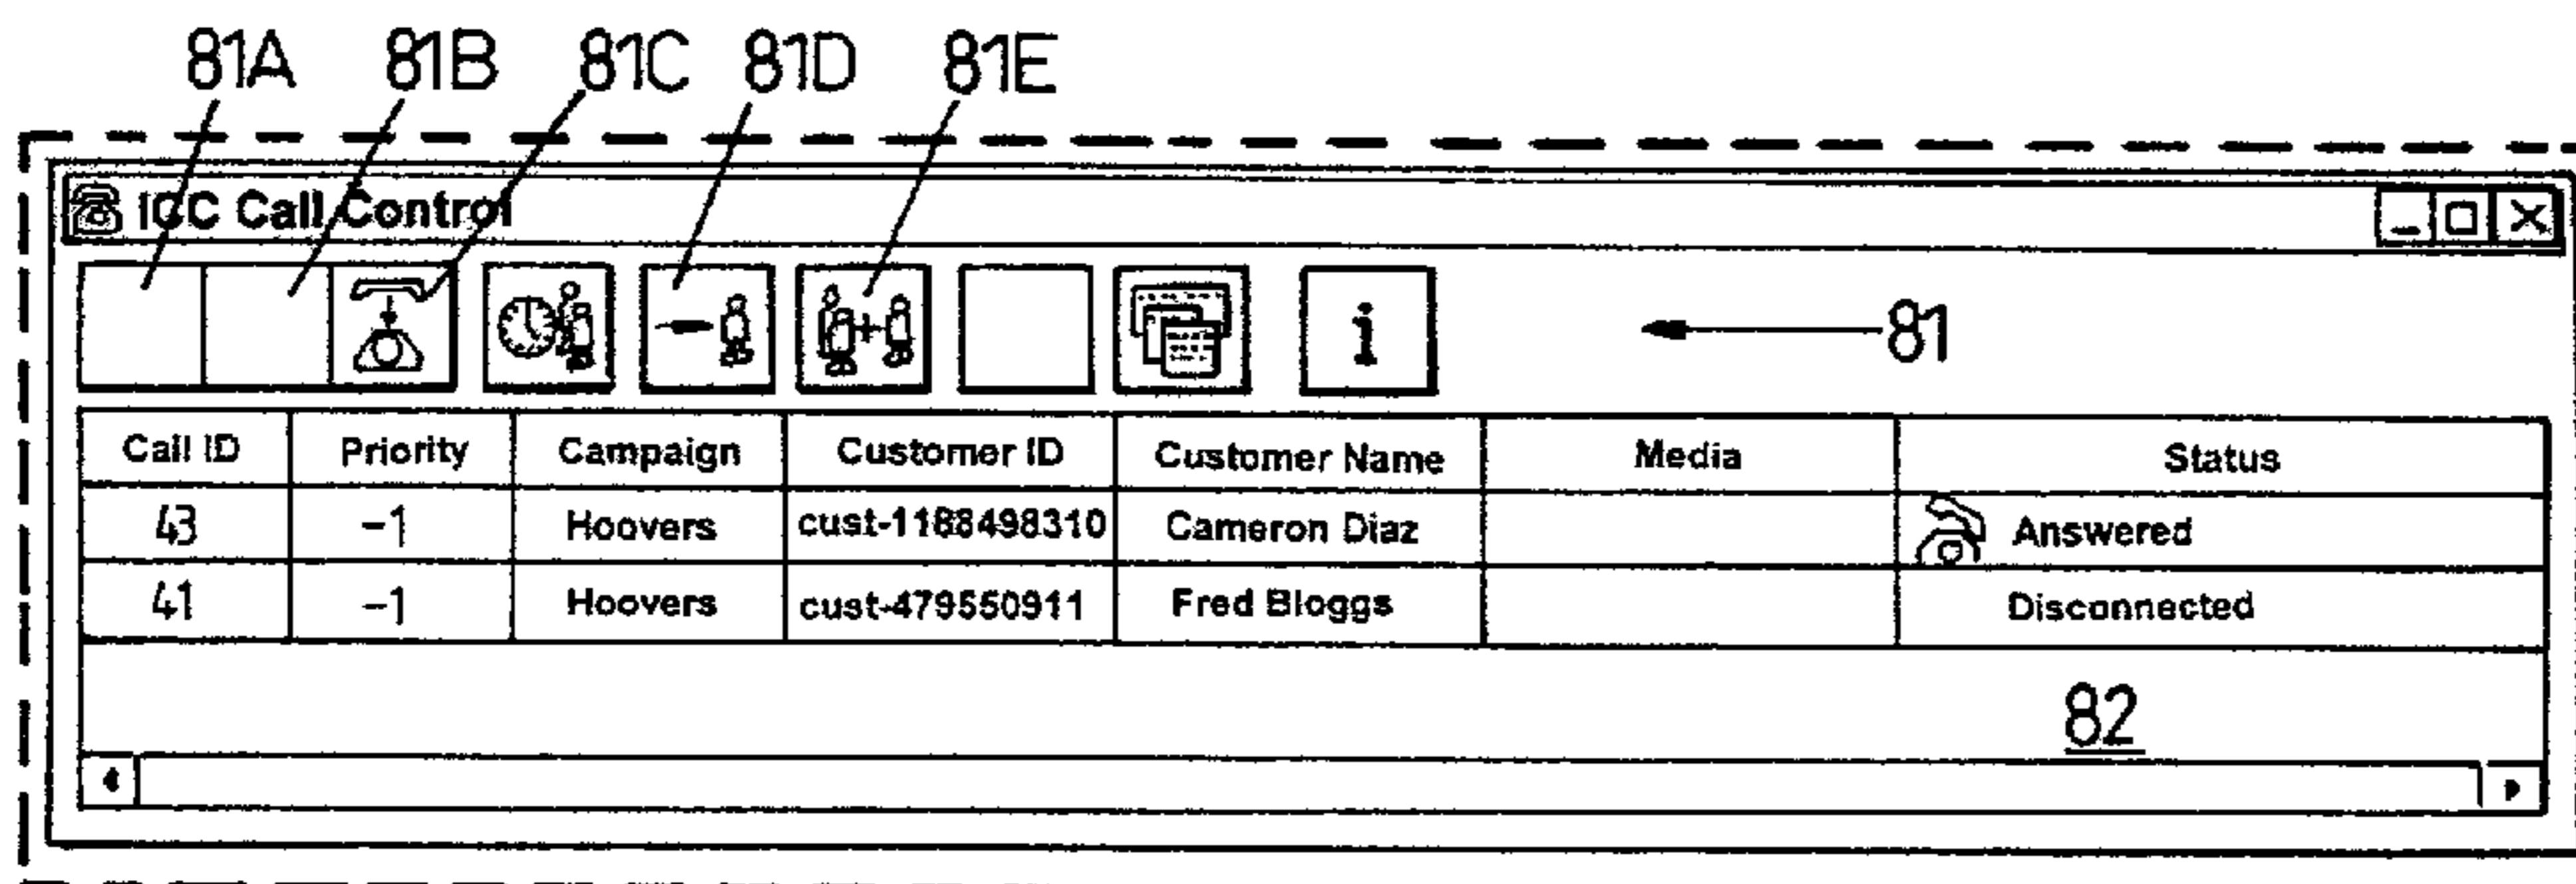 81A 81B 81C 81D 81E
ICC Call Control
i
81
Call ID Priority Campaign Customer ID Customer Name Media Status
43 -1 Hoovers cust-1188498310 Cameron Diaz Answered
41 -1 Hoovers cust-479550911 Fred Bloggs Disconnected
82